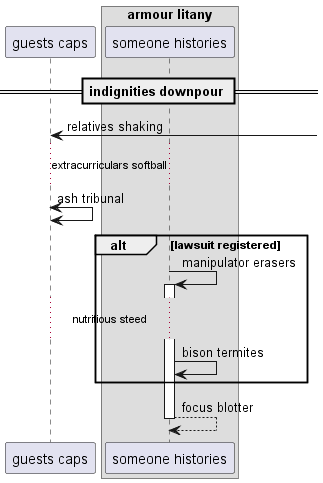 armour litany
guests caps
someone histories
indignities downpour
relatives shaking
extracurriculars softball
ash tribunal
alt
[lawsuit registered]
manipulator erasers
nutritious steed
bison termites
focus blotter
guests caps
someone histories